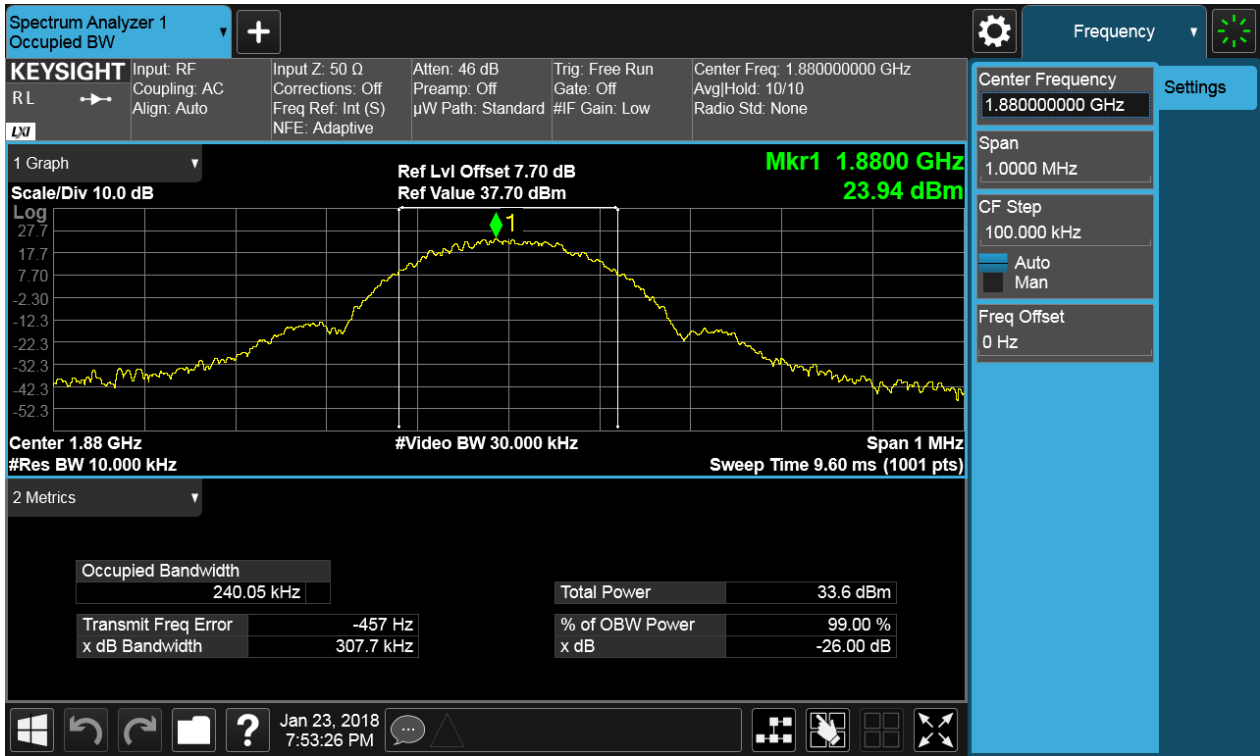 Spectrum Analyzer 1
Occupied BW
+
Frequency
KEYSIGHT
R L
LXI
Input: RF
Coupling: AC
Align: Auto
Input Z: 50 Ω
Corrections: Off
Freq Ref: Int (S)
NFE: Adaptive
Atten: 46 dB
Preamp: Off
µW Path: Standard
Trig: Free Run
Gate: Off
#IF Gain: Low
Center Freq: 1.880000000 GHz
Avg|Hold: 10/10
Radio Std: None
Center Frequency
1.880000000 GHz
Settings
Span
1.0000 MHz
CF Step
100.000 kHz
Auto
Man
Freq Offset
0 Hz
1 Graph
Scale/Div 10.0 dB
Ref Lvl Offset 7.70 dB
Ref Value 37.70 dBm
Mkr1 1.8800 GHz
23.94 dBm
Log
27.7
17.7
7.70
-2.30
-12.3
-22.3
-32.3
-42.3
-52.3
1
Center 1.88 GHz
#Video BW 30.000 kHz
Span 1 MHz
#Res BW 10.000 kHz
Sweep Time 9.60 ms (1001 pts)
2 Metrics
Occupied Bandwidth
240.05 kHz
Total Power 33.6 dBm
Transmit Freq Error -457 Hz
% of OBW Power 99.00 %
x dB Bandwidth 307.7 kHz
x dB -26.00 dB
?
Jan 23, 2018
7:53:26 PM